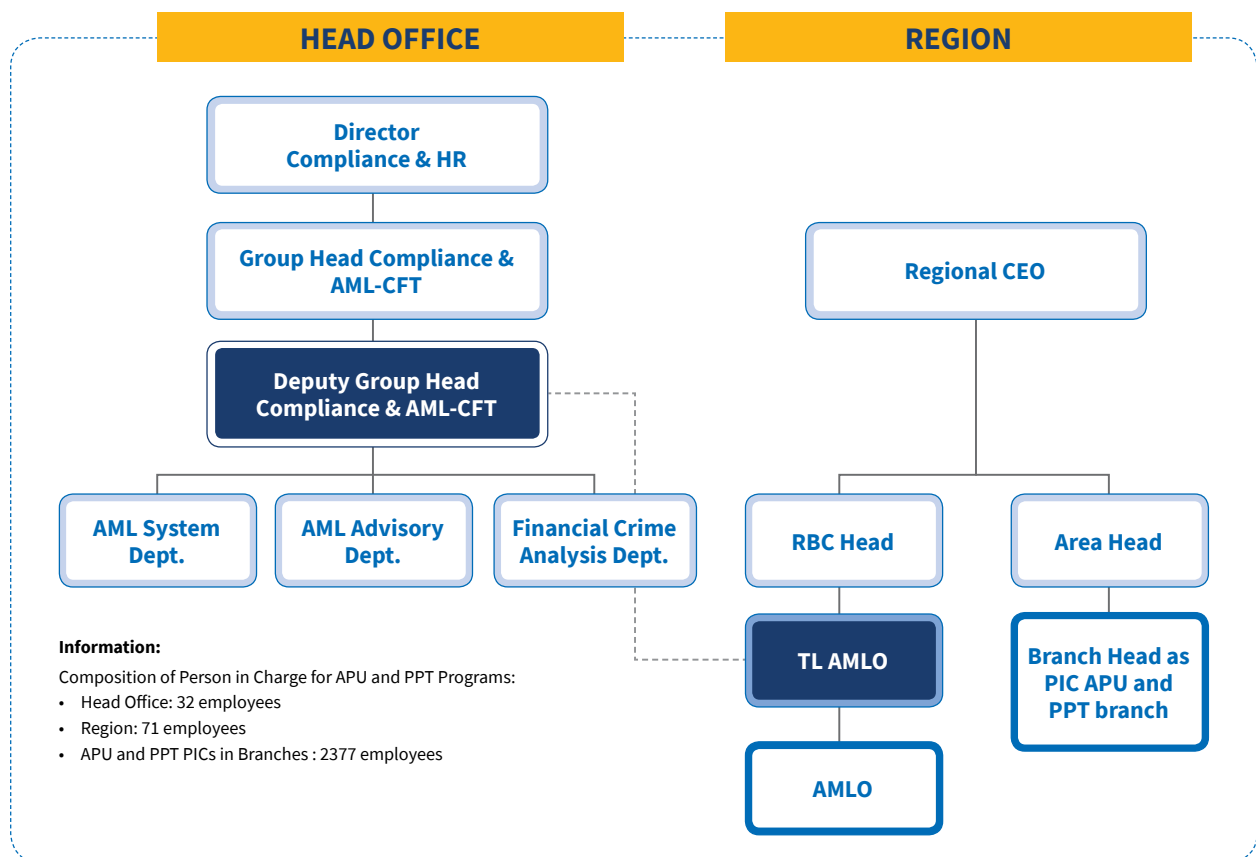 HEAD OFFICE
REGION
Director
Compliance & HR
Group Head Compliance &
AML-CFT
Regional CEO
Deputy Group Head
Compliance & AML-CFT
AML System
Dept.
AML Advisory
Dept.
Financial Crime
Analysis Dept.
RBC Head
Area Head
TL AMLO
Branch Head as
PIC APU and
PPT branch
AMLO
Information:
Composition of Person in Charge for APU and PPT Programs:
• Head Office: 32 employees
• Region: 71 employees
• APU and PPT PICs in Branches : 2377 employees